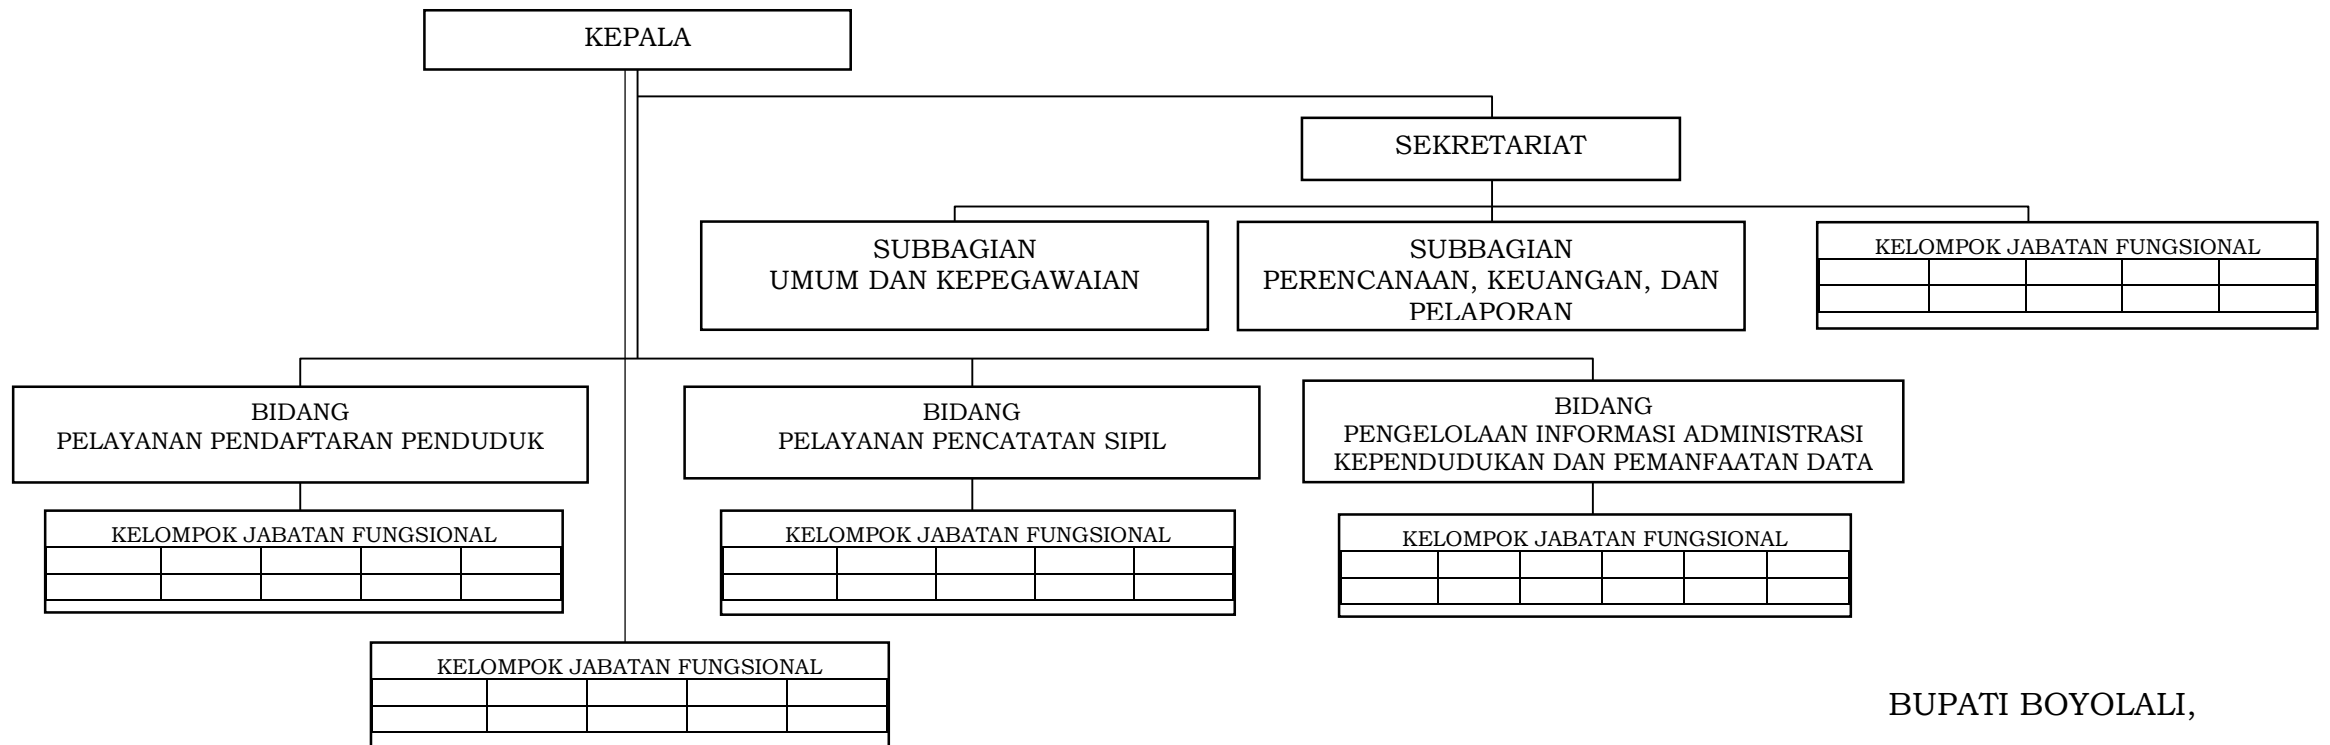 KEPALA
SEKRETARIAT
SUBBAGIAN
UMUM DAN KEPEGAWAIAN
SUBBAGIAN
PERENCANAAN, KEUANGAN, DAN
PELAPORAN
KELOMPOK JABATAN FUNGSIONAL
BIDANG
PELAYANAN PENDAFTARAN PENDUDUK
BIDANG
PELAYANAN PENCATATAN SIPIL
BIDANG
PENGELOLAAN INFORMASI ADMINISTRASI
KEPENDUDUKAN DAN PEMANFAATAN DATA
KELOMPOK JABATAN FUNGSIONAL
KELOMPOK JABATAN FUNGSIONAL
KELOMPOK JABATAN FUNGSIONAL
KELOMPOK JABATAN FUNGSIONAL
BUPATI BOYOLALI,